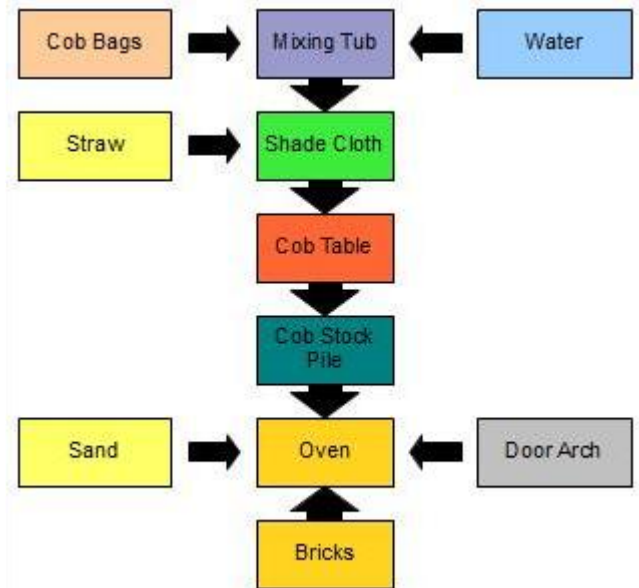 Cob Bags
Mixing Tub
Water
Straw
Shade Cloth
Cob Table
Cob Stock
Pile
Sand
Oven
Door Arch
Bricks